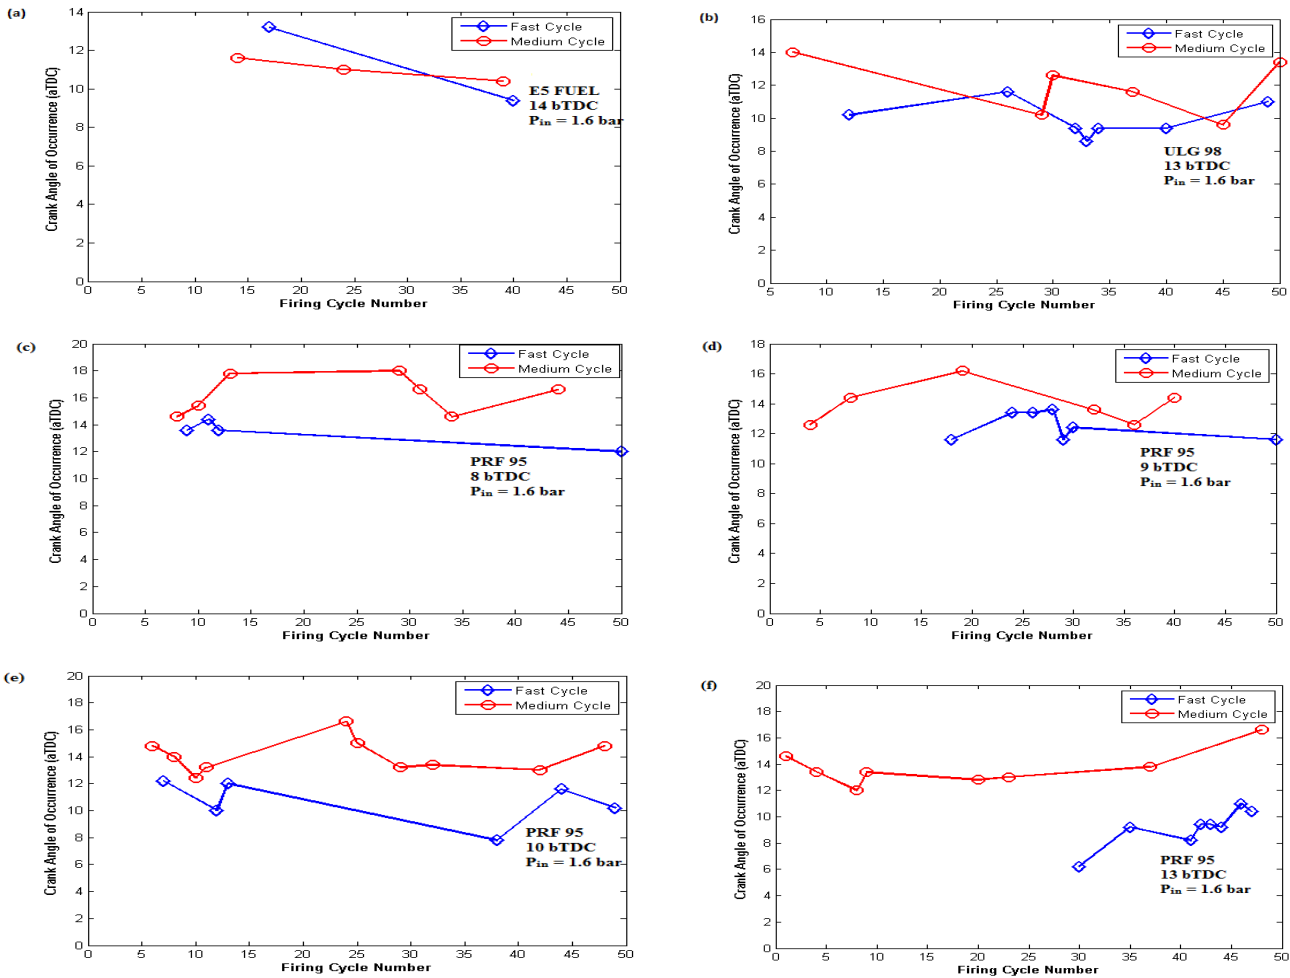 (a)
14
12
10
8
6
4
2
0
Crank Angle of Occurrence (aTDC)
Fast Cycle
Medium Cycle
E5 FUEL
14 bTDC
Pin = 1.6 bar
0 5 10 15 20 25 30 35 40 45 50
Firing Cycle Number
(b)
16
14
12
10
8
6
4
2
0
Crank Angle of Occurrence (aTDC)
Fast Cycle
Medium Cycle
ULG 98
13 bTDC
Pin = 1.6 bar
5 10 15 20 25 30 35 40 45 50
Firing Cycle Number
(c)
20
18
16
14
12
10
8
6
4
2
0
Crank Angle of Occurrence (aTDC)
Fast Cycle
Medium Cycle
PRF 95
8 bTDC
Pin = 1.6 bar
0 5 10 15 20 25 30 35 40 45 50
Firing Cycle Number
(d)
18
16
14
12
10
8
6
4
2
0
Crank Angle of Occurrence (aTDC)
Fast Cycle
Medium Cycle
PRF 95
9 bTDC
Pin = 1.6 bar
0 5 10 15 20 25 30 35 40 45 50
Firing Cycle Number
(e)
20
18
16
14
12
10
8
6
4
2
0
Crank Angle of Occurrence (aTDC)
Fast Cycle
Medium Cycle
PRF 95
10 bTDC
Pin = 1.6 bar
0 5 10 15 20 25 30 35 40 45 50
Firing Cycle Number
(f)
20
18
16
14
12
10
8
6
4
2
0
Crank Angle of Occurrence (aTDC)
Fast Cycle
Medium Cycle
PRF 95
13 bTDC
Pin = 1.6 bar
0 5 10 15 20 25 30 35 40 45 50
Firing Cycle Number